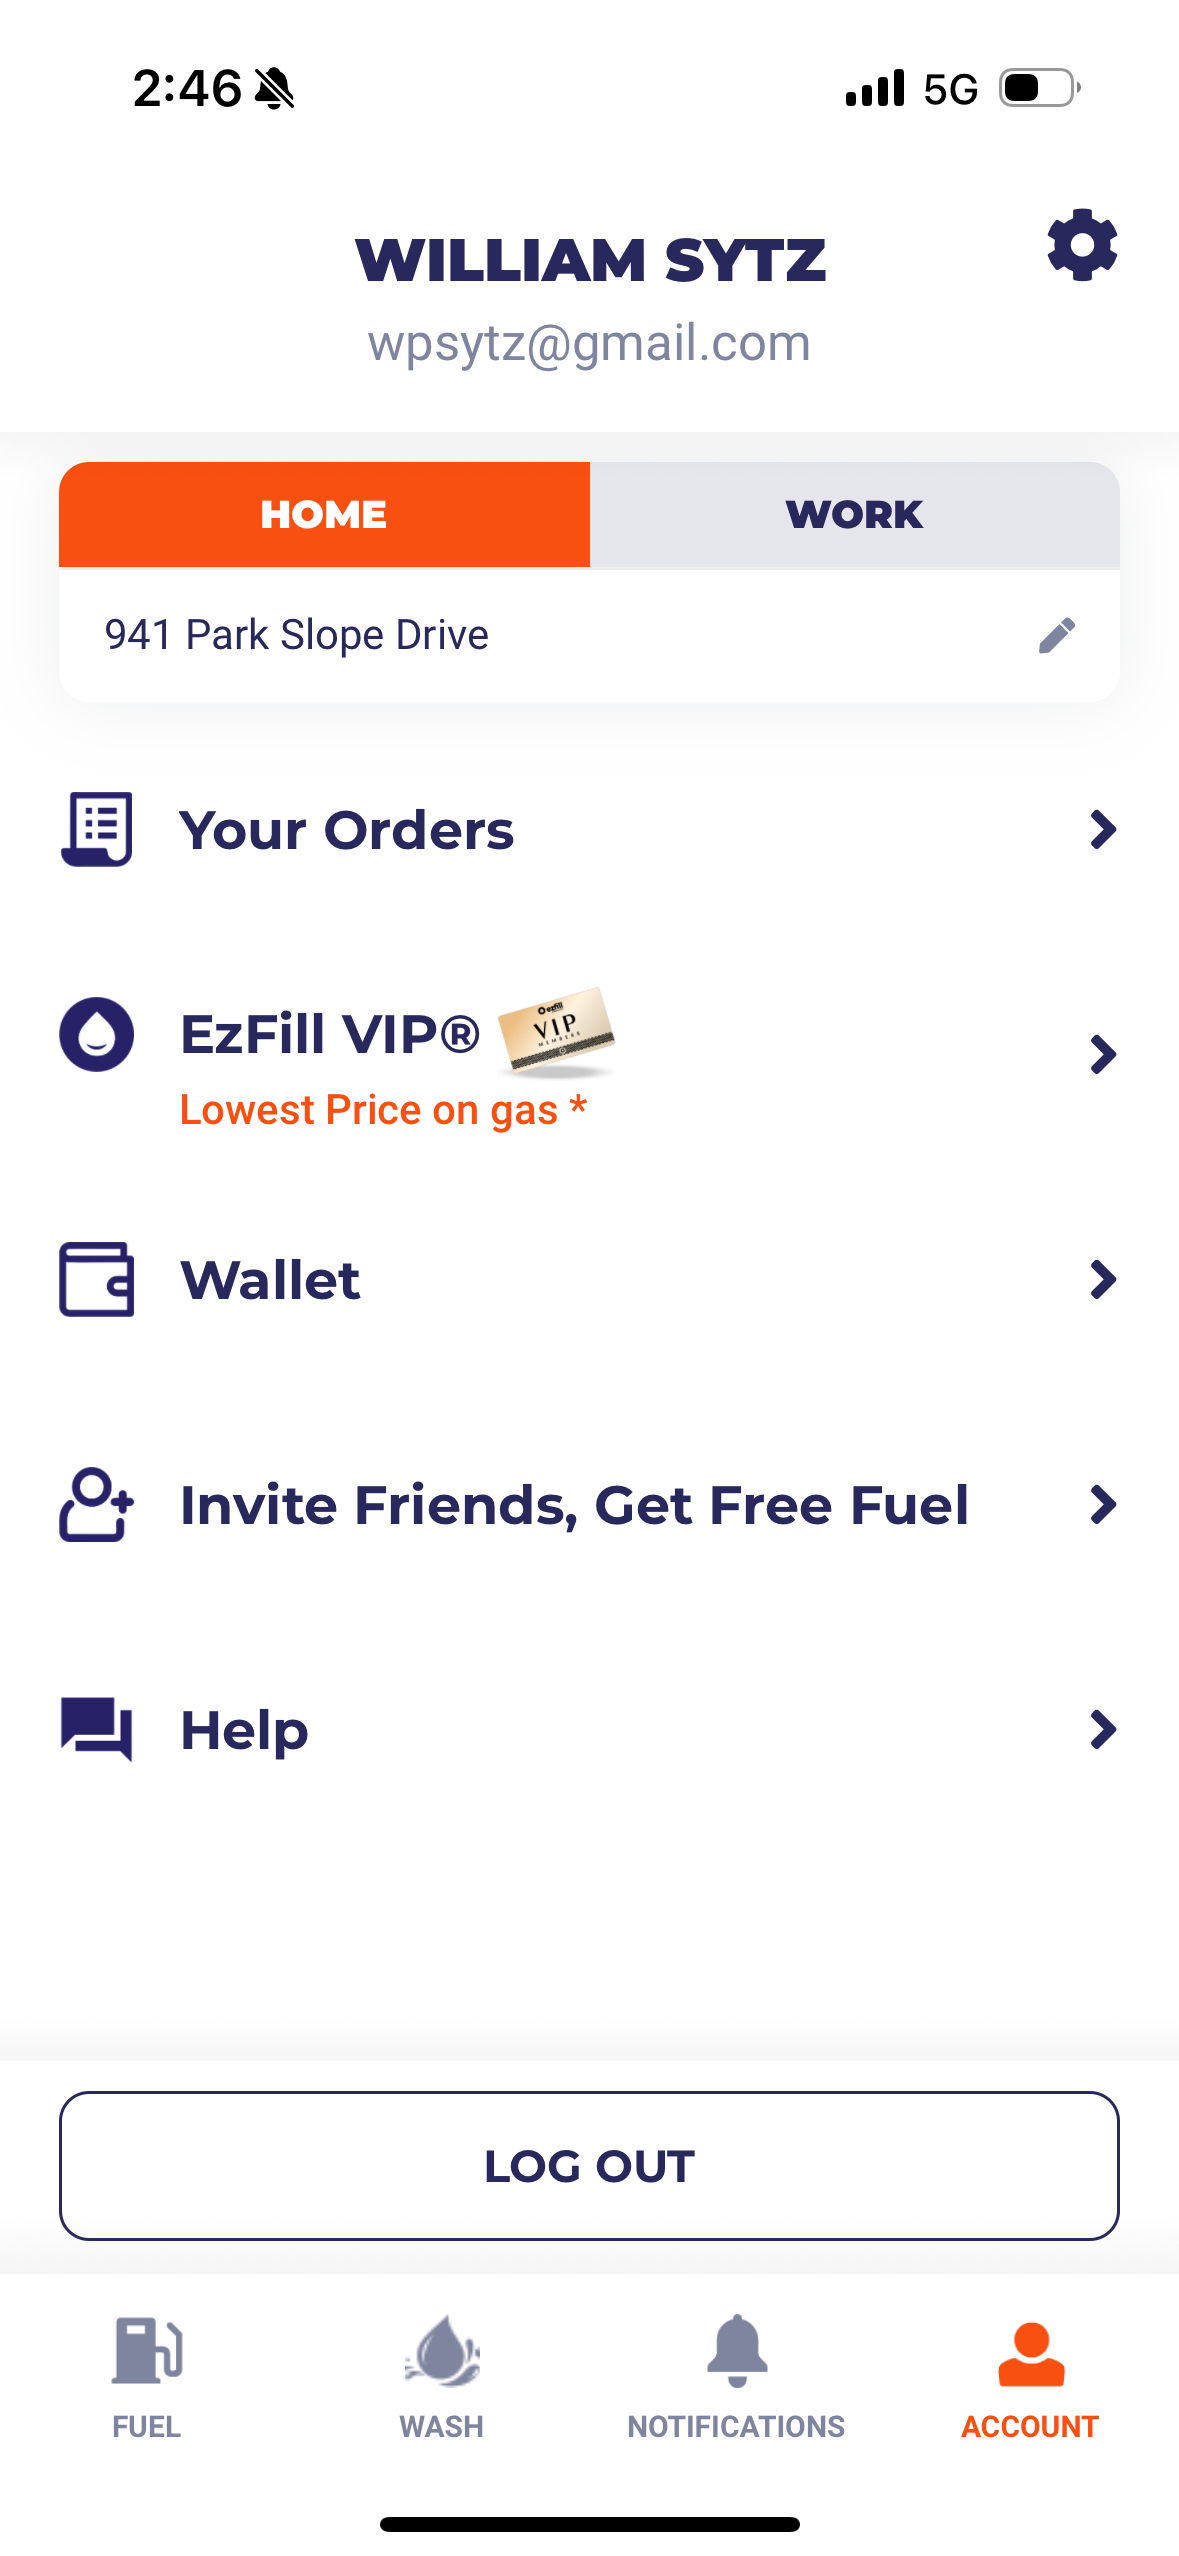 2:46 5G
WILLIAM SYTZ
wpsytz@gmail.com
HOME WORK
941 Park Slope Drive
Your Orders
EzFill VIP®
ezfill
VIP
Lowest Price on gas *
Wallet
Invite Friends, Get Free Fuel
Help
LOG OUT
FUEL WASH NOTIFICATIONS ACCOUNT